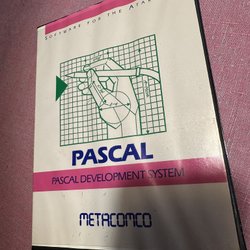 SOFTWARE FOR THE ATARI
PASCAL
PASCAL DEVELOPMENT SYSTEM
METACOMCO